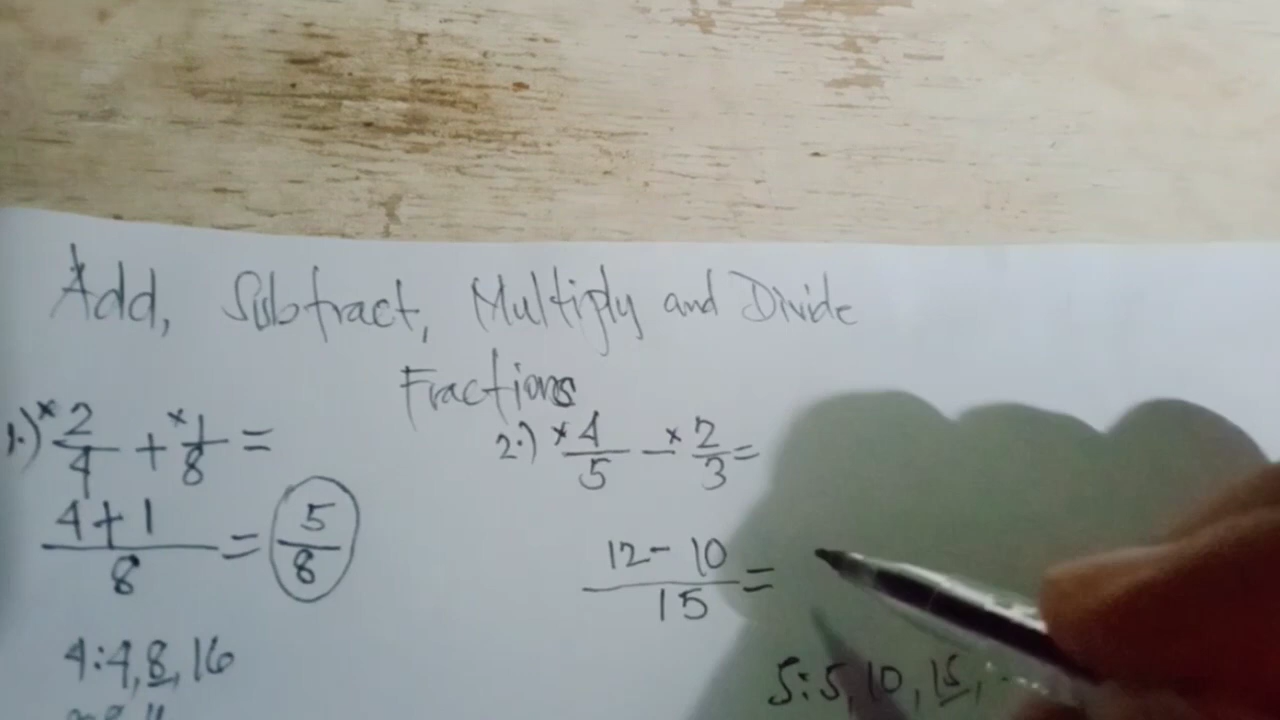 Add, Subtract, Multiply and Divide
Fractions
1.) × 2/4 + × 1/8 =
4+1/8 = 5/8
4:4,8,16
2.) × 4/5 − × 2/3 =
12 - 10/15 =
5:5,10,15,